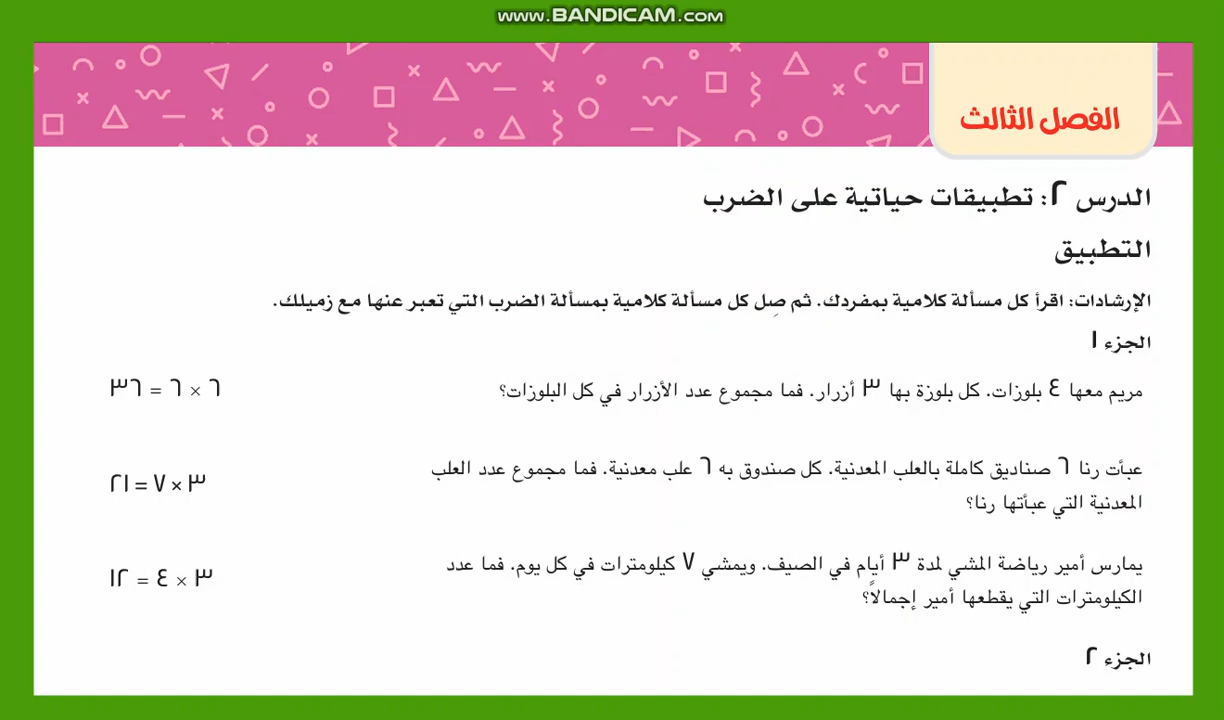 www.BANDICAM.com
الفصل الثالث
الدرس ٢: تطبيقات حياتية على الضرب
التطبيق
الإرشادات: اقرأ كل مسألة كلامية بمفردك. ثم صِل كل مسألة كلامية بمسألة الضرب التي تعبر عنها مع زميلك.
الجزء ١
مريم معها ٤ بلوزات. كل بلوزة بها ٣ أزرار. فما مجموع عدد الأزرار في كل البلوزات؟
٦ × ٦ = ٣٦
عبأت رنا ٦ صناديق كاملة بالعلب المعدنية. كل صندوق به ٦ علب معدنية. فما مجموع عدد العلب
المعدنية التي عبأتها رنا؟
٣ × ٧ = ٢١
يمارس أمير رياضة المشي لمدة ٣ أيام في الصيف. ويمشي ٧ كيلومترات في كل يوم. فما عدد
الكيلومترات التي يقطعها أمير إجمالاً؟
٣ × ٤ = ١٢
الجزء ٢